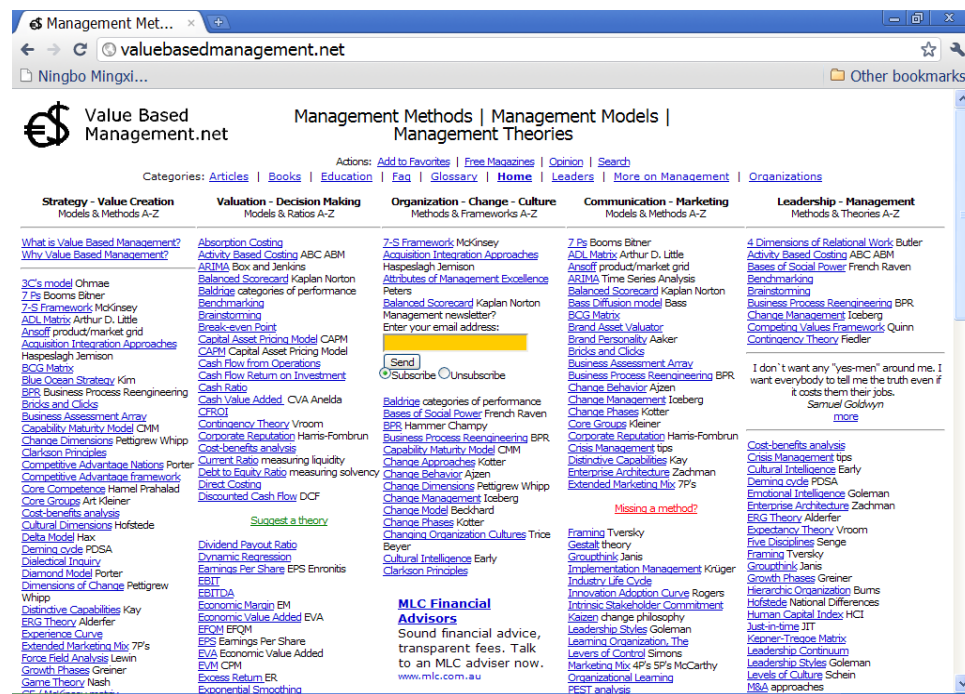 Management Met...
valuebasedmanagement.net
Ningbo Mingxi...
Other bookmarks
Value Based
Management.net
Management Methods | Management Models |
Management Theories
Actions: Add to Favorites | Free Magazines | Opinion | Search
Categories: Articles | Books | Education | Faq | Glossary | Home | Leaders | More on Management | Organizations
Strategy - Value Creation
Models & Methods A-Z
What is Value Based Management?
Why Value Based Management?
3C's model Ohmae
7 Ps Booms Bitner
7-S Framework McKinsey
ADL Matrix Arthur D. Little
Ansoff product/market grid
Acquisition Integration Approaches
Haspeslagh Jemison
BCG Matrix
Blue Ocean Strategy Kim
BPR Business Process Reengineering
Bricks and Clicks
Business Assessment Array
Capability Maturity Model CMM
Change Dimensions Pettigrew Whipp
Clarkson Principles
Competitive Advantage Nations Porter
Competitive Advantage framework
Core Competence Hamel Prahalad
Core Groups Art Kleiner
Cost-benefits analysis
Cultural Dimensions Hofstede
Delta Model Hax
Deming cycle PDSA
Dialectical Inquiry
Diamond Model Porter
Dimensions of Change Pettigrew
Whipp
Distinctive Capabilities Kay
ERG Theory Alderfer
Experience Curve
Extended Marketing Mix 7P's
Force Field Analysis Lewin
Growth Phases Greiner
Game Theory Nash
GE / McKinsey matrix
Valuation - Decision Making
Models & Ratios A-Z
Absorption Costing
Activity Based Costing ABC ABM
ARIMA Box and Jenkins
Balanced Scorecard Kaplan Norton
Baldrige categories of performance
Benchmarking
Brainstorming
Break-even Point
Capital Asset Pricing Model CAPM
CAPM Capital Asset Pricing Model
Cash Flow from Operations
Cash Flow Return on Investment
Cash Ratio
Cash Value Added CVA Anelda
CFROI
Contingency Theory Vroom
Corporate Reputation Harris-Fombrun
Cost-benefits analysis
Current Ratio measuring liquidity
Debt to Equity Ratio measuring solvency
Direct Costing
Discounted Cash Flow DCF
Suggest a theory
Dividend Payout Ratio
Dynamic Regression
Earnings Per Share EPS Enronitis
EBIT
EBITDA
Economic Margin EM
Economic Value Added EVA
EFQM EFQM
EPS Earnings Per Share
EVA Economic Value Added
EVM CPM
Excess Return ER
Exponential Smoothing
Organization - Change - Culture
Methods & Frameworks A-Z
7-S Framework McKinsey
Acquisition Integration Approaches
Haspeslagh Jemison
Attributes of Management Excellence
Peters
Balanced Scorecard Kaplan Norton
Management newsletter?
Enter your email address:
Send
Subscribe Unsubscribe
Baldrige categories of performance
Bases of Social Power French Raven
BPR Hammer Champy
Business Process Reengineering BPR
Capability Maturity Model CMM
Change Approaches Kotter
Change Behavior Ajzen
Change Dimensions Pettigrew Whipp
Change Management Iceberg
Change Model Beckhard
Change Phases Kotter
Changing Organization Cultures Trice
Beyer
Cultural Intelligence Early
Clarkson Principles
MLC Financial
Advisors
Sound financial advice,
transparent fees. Talk
to an MLC adviser now.
www.mlc.com.au
Communication - Marketing
Models & Methods A-Z
7 Ps Booms Bitner
ADL Matrix Arthur D. Little
Ansoff product/market grid
ARIMA Time Series Analysis
Balanced Scorecard Kaplan Norton
Bass Diffusion model Bass
BCG Matrix
Brand Asset Valuator
Brand Personality Aaker
Bricks and Clicks
Business Assessment Array
Business Process Reengineering BPR
Change Behavior Ajzen
Change Management Iceberg
Change Phases Kotter
Core Groups Kleiner
Corporate Reputation Harris-Fombrun
Crisis Management tips
Distinctive Capabilities Kay
Enterprise Architecture Zachman
Extended Marketing Mix 7P's
Missing a method?
Framing Tversky
Gestalt theory
Groupthink Janis
Implementation Management Krüger
Industry Life Cycle
Innovation Adoption Curve Rogers
Intrinsic Stakeholder Commitment
Kaizen change philosophy
Leadership Styles Goleman
Learning Organization, The
Levers of Control Simons
Marketing Mix 4P's 5P's McCarthy
Organizational Learning
PEST analysis
Leadership - Management
Methods & Theories A-Z
4 Dimensions of Relational Work Butler
Activity Based Costing ABC ABM
Bases of Social Power French Raven
Benchmarking
Brainstorming
Business Process Reengineering BPR
Change Management Iceberg
Competing Values Framework Quinn
Contingency Theory Fiedler
I don`t want any "yes-men" around me. I
want everybody to tell me the truth even if
it costs them their jobs.
Samuel Goldwyn
more
Cost-benefits analysis
Crisis Management tips
Cultural Intelligence Early
Deming cycle PDSA
Emotional Intelligence Goleman
Enterprise Architecture Zachman
ERG Theory Alderfer
Expectancy Theory Vroom
Five Disciplines Senge
Framing Tversky
Groupthink Janis
Growth Phases Greiner
Hierarchic Organization Burns
Hofstede National Differences
Human Capital Index HCI
Just-in-time JIT
Kepner-Tregoe Matrix
Leadership Continuum
Leadership Styles Goleman
Levels of Culture Schein
M&A approaches